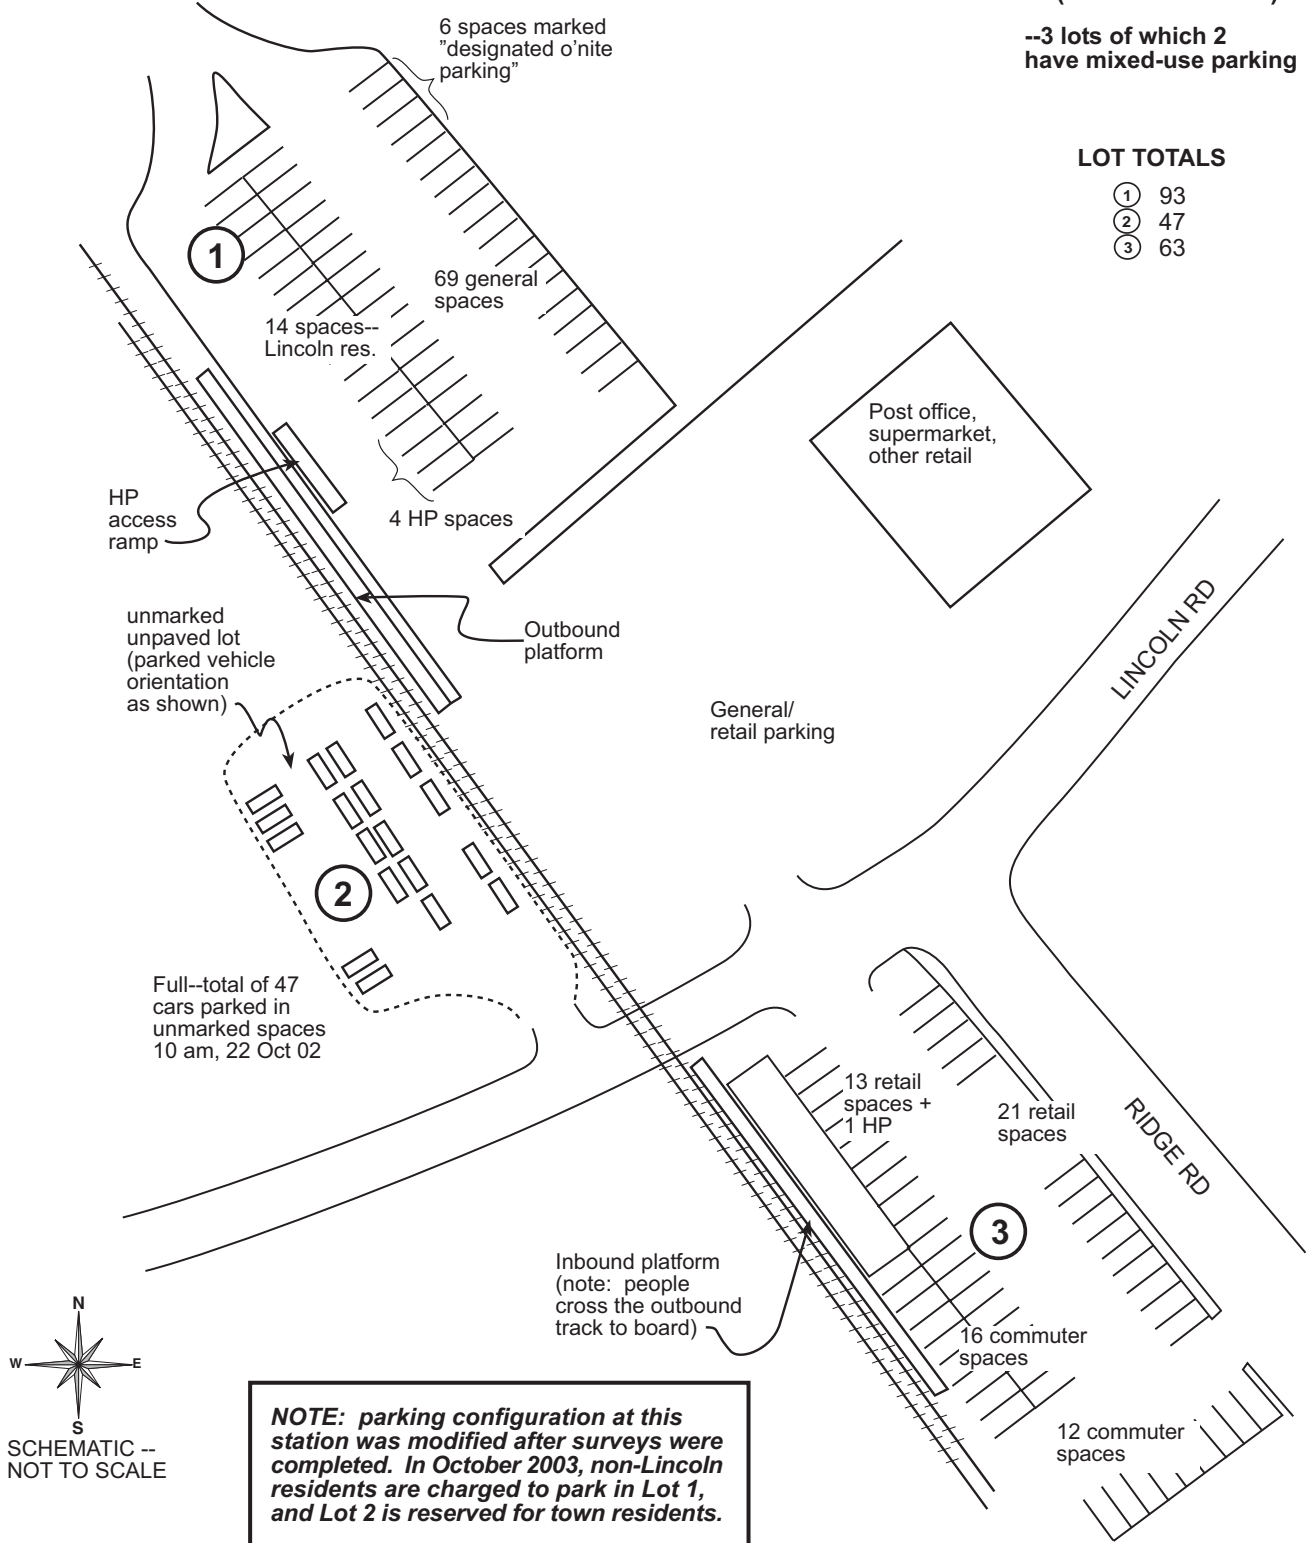 6 spaces marked
"designated o'nite
parking"
--3 lots of which 2
have mixed-use parking
LOT TOTALS
1 93
2 47
3 63
1
69 general
spaces
14 spaces--
Lincoln res.
Post office,
supermarket,
other retail
HP
access
ramp
4 HP spaces
unmarked
unpaved lot
(parked vehicle
orientation
as shown)
Outbound
platform
LINCOLN RD
General/
retail parking
2
Full--total of 47
cars parked in
unmarked spaces
10 am, 22 Oct 02
13 retail
spaces +
1 HP
21 retail
spaces
RIDGE RD
3
Inbound platform
(note: people
cross the outbound
track to board)
16 commuter
spaces
12 commuter
spaces
N
W E
S
SCHEMATIC --
NOT TO SCALE
NOTE: parking configuration at this
station was modified after surveys were
completed. In October 2003, non-Lincoln
residents are charged to park in Lot 1,
and Lot 2 is reserved for town residents.